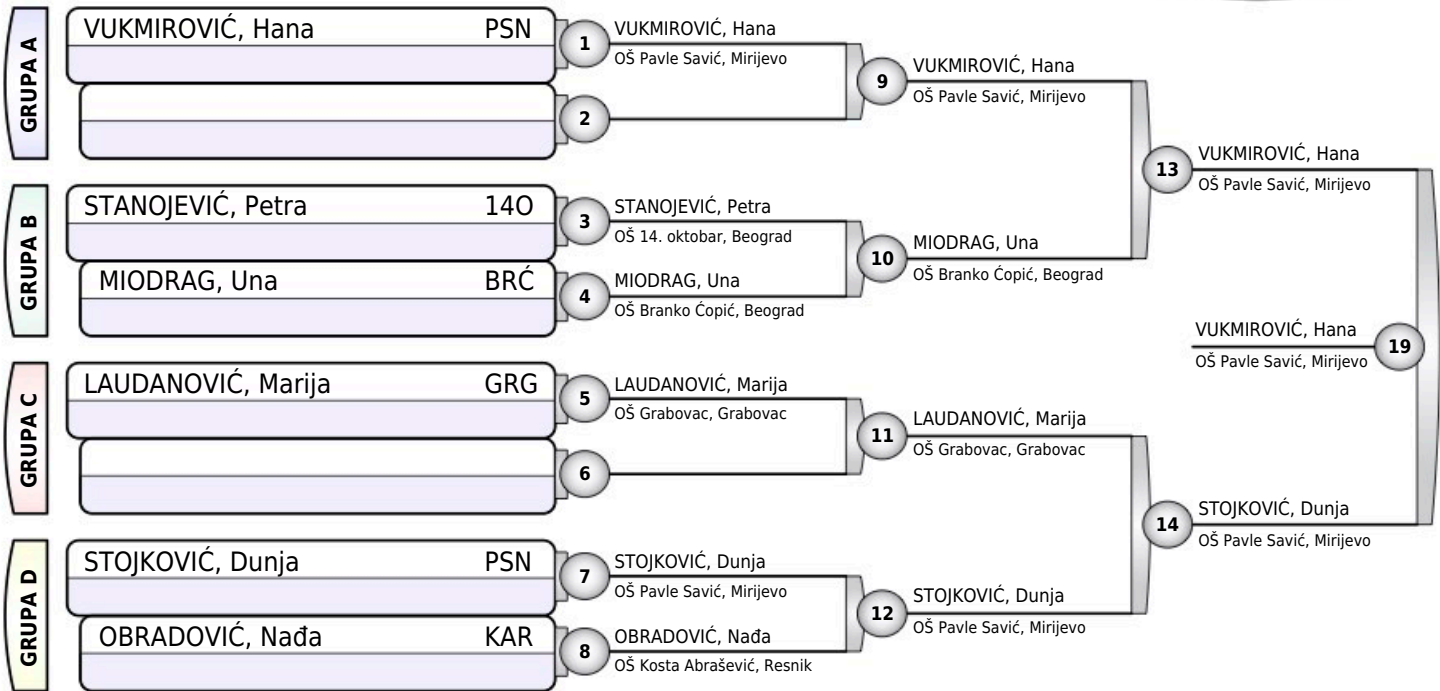 GRUPA A
VUKMIROVIĆ, Hana PSN
1
VUKMIROVIĆ, Hana
OŠ Pavle Savić, Mirijevo
2
9
VUKMIROVIĆ, Hana
OŠ Pavle Savić, Mirijevo
GRUPA B
STANOJEVIĆ, Petra 14O
3
STANOJEVIĆ, Petra
OŠ 14. oktobar, Beograd
MIODRAG, Una BRĆ
4
MIODRAG, Una
OŠ Branko Ćopić, Beograd
10
MIODRAG, Una
OŠ Branko Ćopić, Beograd
13
VUKMIROVIĆ, Hana
OŠ Pavle Savić, Mirijevo
GRUPA C
LAUDANOVIĆ, Marija GRG
5
LAUDANOVIĆ, Marija
OŠ Grabovac, Grabovac
6
11
LAUDANOVIĆ, Marija
OŠ Grabovac, Grabovac
GRUPA D
STOJKOVIĆ, Dunja PSN
7
STOJKOVIĆ, Dunja
OŠ Pavle Savić, Mirijevo
OBRADOVIĆ, Nađa KAR
8
OBRADOVIĆ, Nađa
OŠ Kosta Abrašević, Resnik
12
STOJKOVIĆ, Dunja
OŠ Pavle Savić, Mirijevo
14
STOJKOVIĆ, Dunja
OŠ Pavle Savić, Mirijevo
VUKMIROVIĆ, Hana
OŠ Pavle Savić, Mirijevo
19